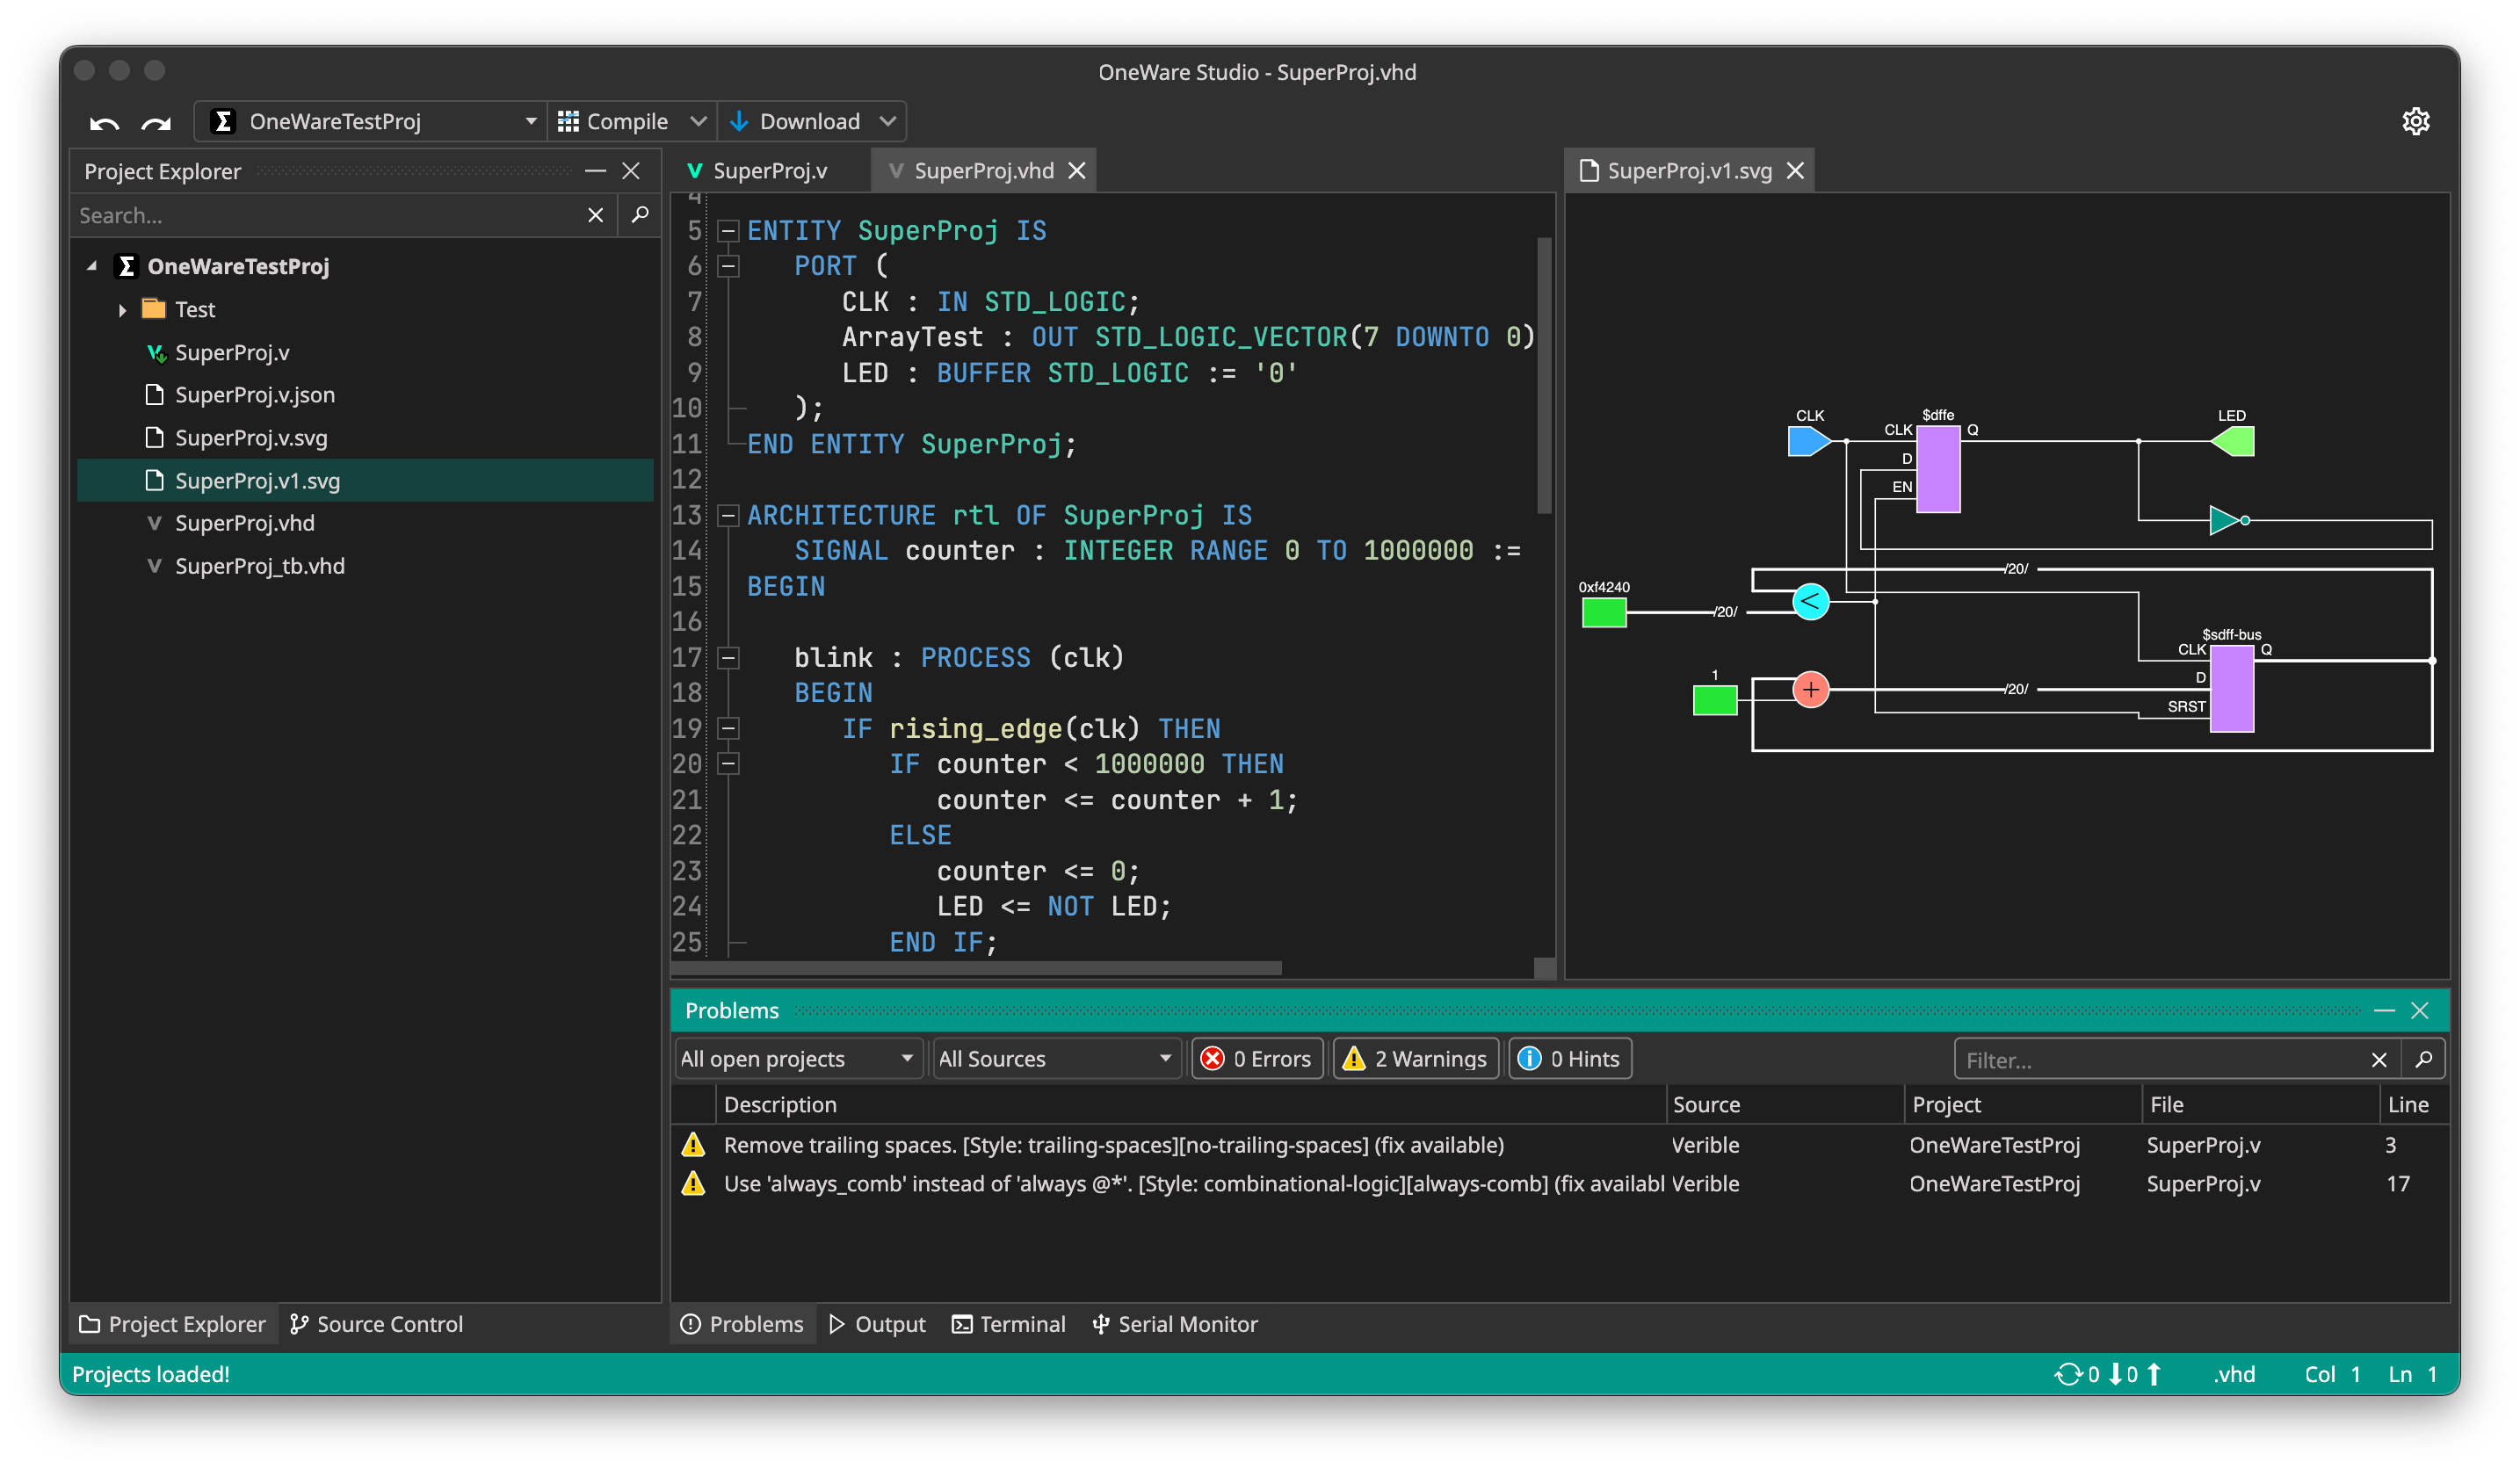 OneWare Studio - SuperProj.vhd
OneWareTestProj
Compile
Download
Project Explorer
Search...
OneWareTestProj
Test
SuperProj.v
SuperProj.v.json
SuperProj.v.svg
SuperProj.v1.svg
SuperProj.vhd
SuperProj_tb.vhd
SuperProj.v
SuperProj.vhd
4
5 ENTITY SuperProj IS
6 PORT (
7 CLK : IN STD_LOGIC;
8 ArrayTest : OUT STD_LOGIC_VECTOR(7 DOWNTO 0)
9 LED : BUFFER STD_LOGIC := '0'
10 );
11 END ENTITY SuperProj;
12
13 ARCHITECTURE rtl OF SuperProj IS
14 SIGNAL counter : INTEGER RANGE 0 TO 1000000 :=
15 BEGIN
16
17 blink : PROCESS (clk)
18 BEGIN
19 IF rising_edge(clk) THEN
20 IF counter < 1000000 THEN
21 counter <= counter + 1;
22 ELSE
23 counter <= 0;
24 LED <= NOT LED;
25 END IF;
SuperProj.v1.svg
CLK
$dffe
LED
CLK
Q
D
EN
/20/
0xf4240
<
/20/
$sdff-bus
CLK
Q
1
+
/20/
D
SRST
Problems
All open projects
All Sources
0 Errors
2 Warnings
0 Hints
Filter...
Description Source Project File Line
Remove trailing spaces. [Style: trailing-spaces][no-trailing-spaces] (fix available) Verible OneWareTestProj SuperProj.v 3
Use 'always_comb' instead of 'always @*'. [Style: combinational-logic][always-comb] (fix availabl Verible OneWareTestProj SuperProj.v 17
Project Explorer
Source Control
Problems
Output
Terminal
Serial Monitor
Projects loaded!
0 0
.vhd
Col 1
Ln 1